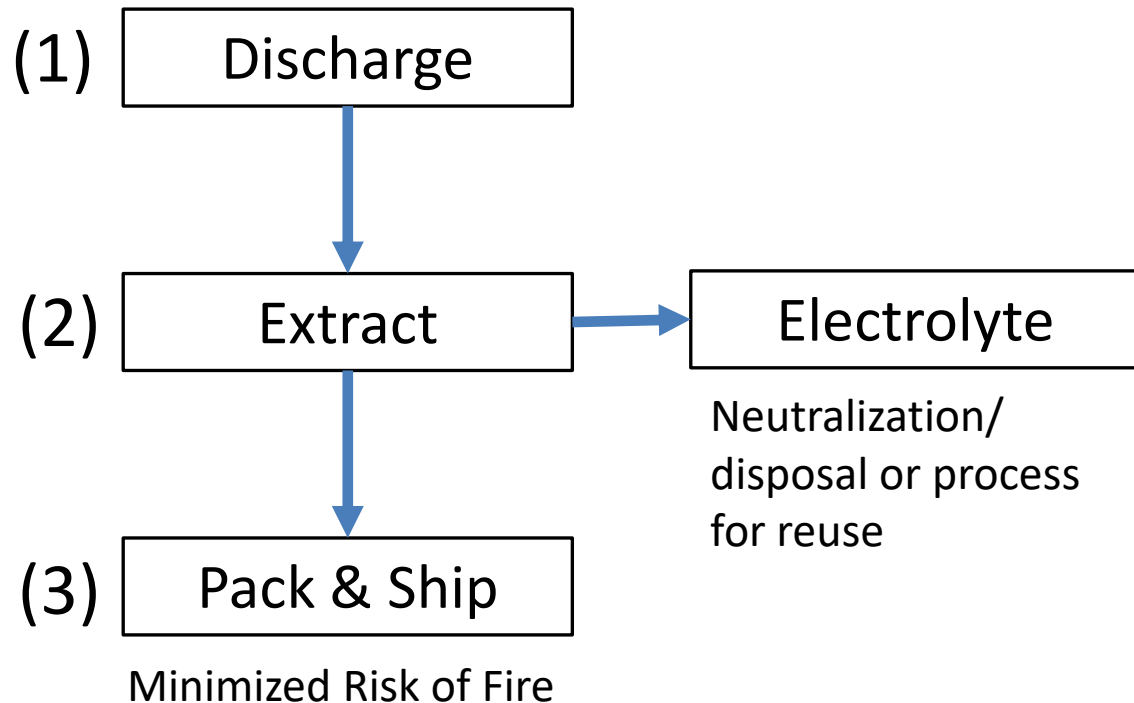 (1) Discharge
(2) Extract
Electrolyte
Neutralization/
disposal or process
for reuse
(3) Pack & Ship
Minimized Risk of Fire